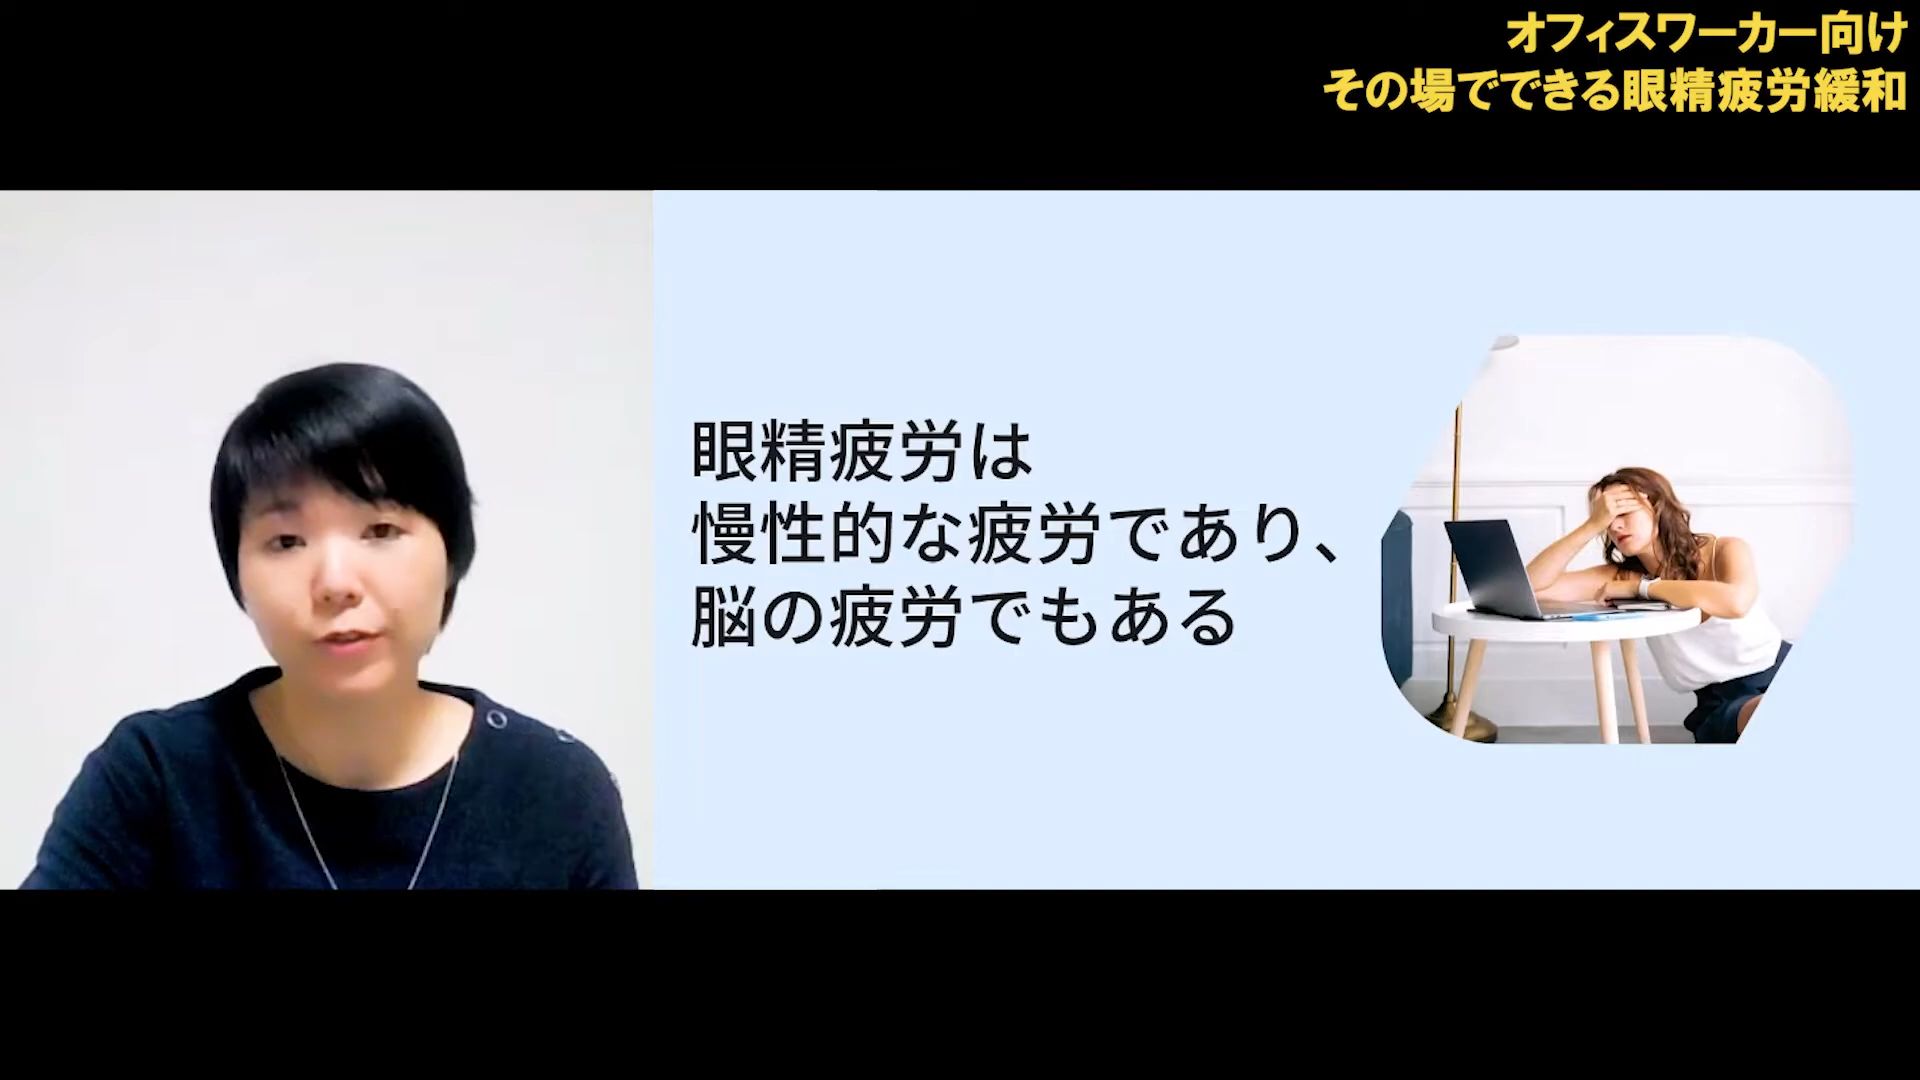 オフィスワーカー向け
その場でできる眼精疲労緩和
眼精疲労は
慢性的な疲労であり、
脳の疲労でもある